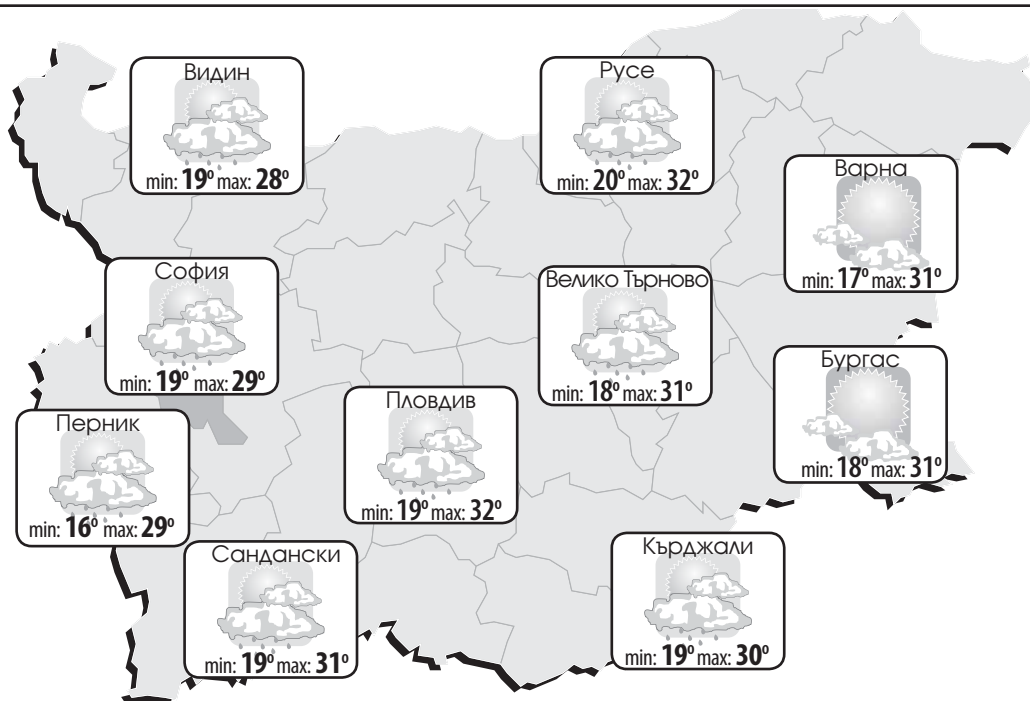 Видин
min: 19° max: 28°
Русе
min: 20° max: 32°
Варна
min: 17° max: 31°
София
min: 19° max: 29°
Велико Търново
min: 18° max: 31°
Бургас
min: 18° max: 31°
Перник
min: 16° max: 29°
Пловдив
min: 19° max: 32°
Сандански
min: 19° max: 31°
Кърджали
min: 19° max: 30°